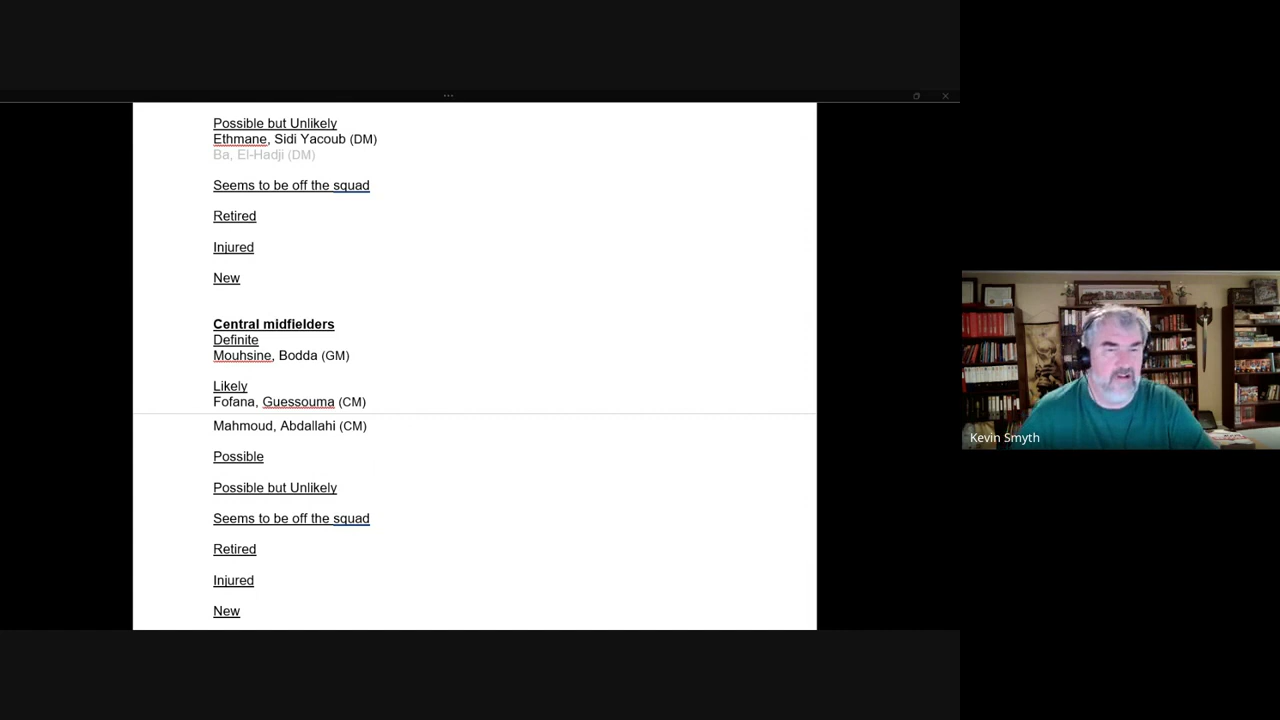 Possible but Unlikely
Ethmane, Sidi Yacoub (DM)
Ba, El-Hadji (DM)
Seems to be off the squad
Retired
Injured
New
Central midfielders
Definite
Mouhsine, Bodda (GM)
Likely
Fofana, Guessouma (CM)
Mahmoud, Abdallahi (CM)
Possible
Possible but Unlikely
Seems to be off the squad
Retired
Injured
New
Kevin Smyth